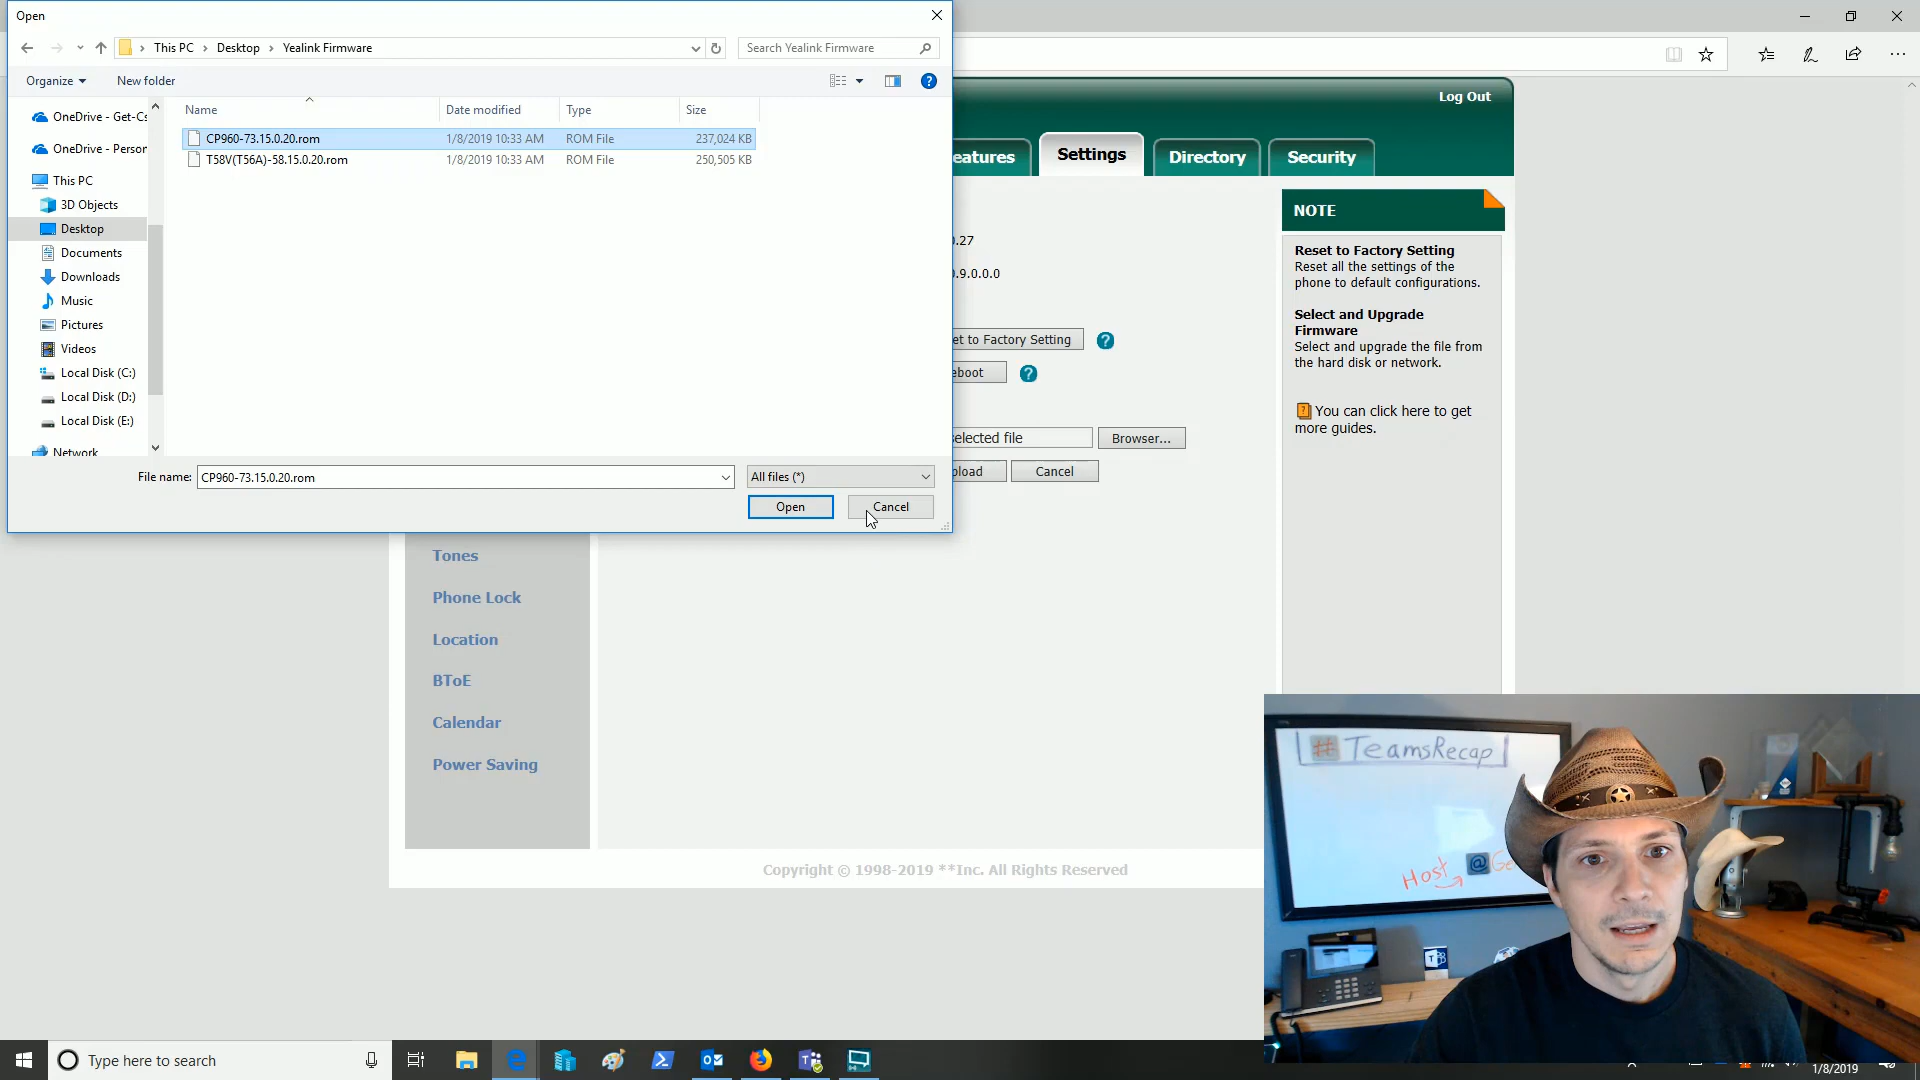 Open
This PC > Desktop > Yealink Firmware
Search Yealink Firmware
Organize
New folder
Name
Date modified
Type
Size
CP960-73.15.0.20.rom
1/8/2019 10:33 AM
ROM File
237,024 KB
T58V(T56A)-58.15.0.20.rom
1/8/2019 10:33 AM
ROM File
250,505 KB
OneDrive - Get-Cs
OneDrive - Person
This PC
3D Objects
Desktop
Documents
Downloads
Music
Pictures
Videos
Local Disk (C:)
Local Disk (D:)
Local Disk (E:)
Network
File name:
CP960-73.15.0.20.rom
All files (*)
Open
Cancel
Log Out
eatures
Settings
Directory
Security
.27
.9.0.0.0
et to Factory Setting
eboot
elected file
Browser...
pload
Cancel
NOTE
Reset to Factory Setting
Reset all the settings of the
phone to default configurations.
Select and Upgrade
Firmware
Select and upgrade the file from
the hard disk or network.
You can click here to get
more guides.
Tones
Phone Lock
Location
BToE
Calendar
Power Saving
Copyright © 1998-2019 **Inc. All Rights Reserved
#TeamsRecap
Host @Ge
Type here to search
1/8/2019